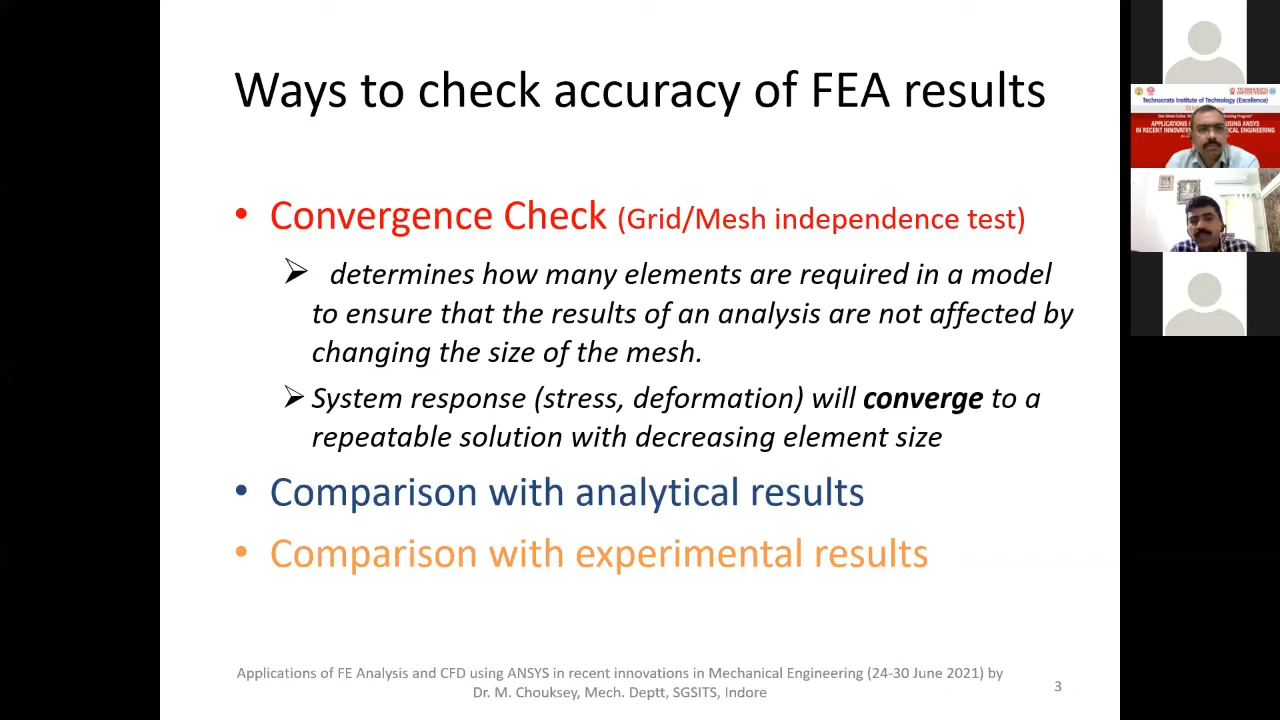 Ways to check accuracy of FEA results
• Convergence Check (Grid/Mesh independence test)
➢ determines how many elements are required in a model
to ensure that the results of an analysis are not affected by
changing the size of the mesh.
➢ System response (stress, deformation) will converge to a
repeatable solution with decreasing element size
• Comparison with analytical results
• Comparison with experimental results
Applications of FE Analysis and CFD using ANSYS in recent innovations in Mechanical Engineering (24-30 June 2021) by
Dr. M. Chouksey, Mech. Deptt, SGSITS, Indore
3
Technocrats Institute of Technology (Excellence)